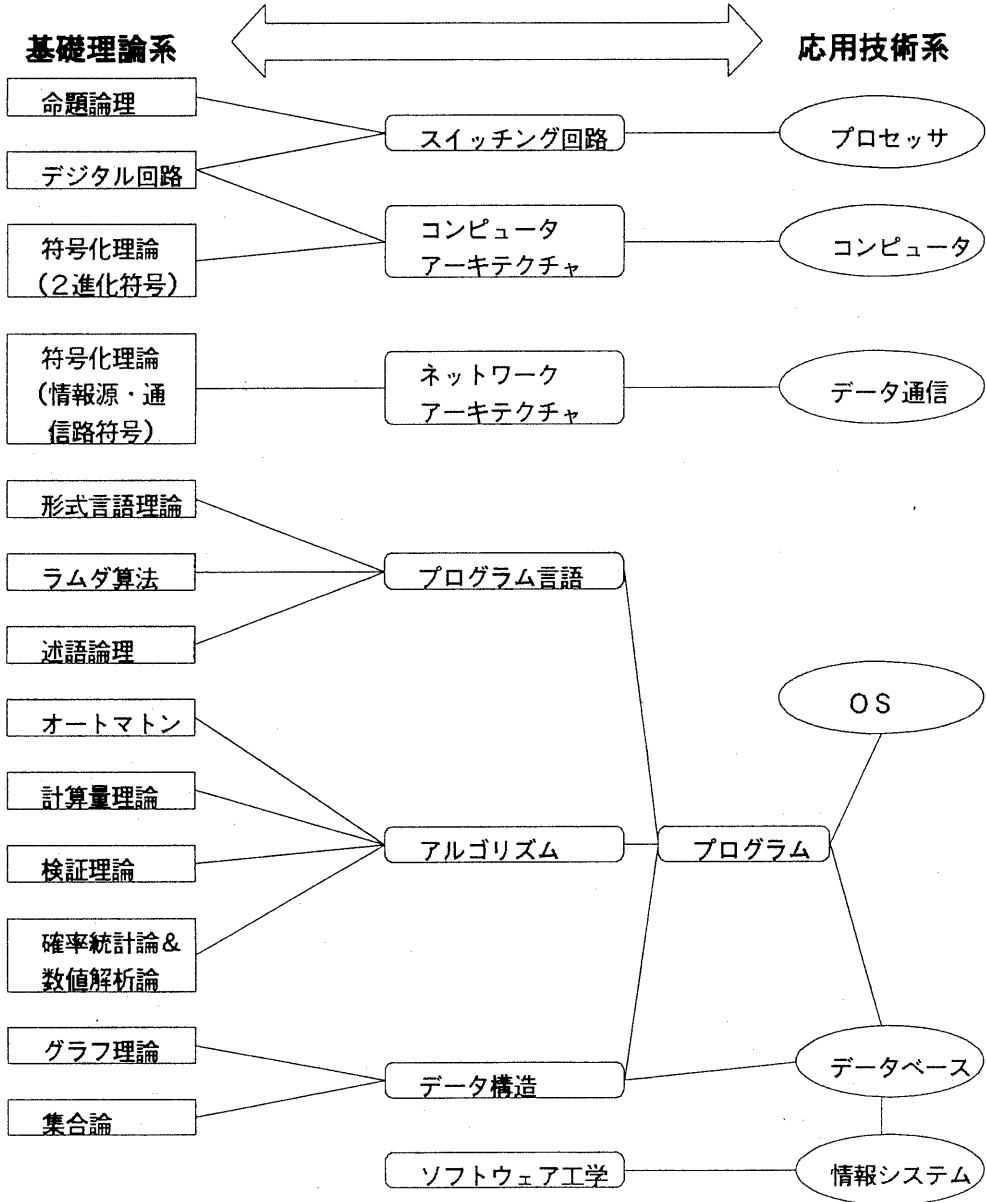 基礎理論系
応用技術系
命題論理
スイッチング回路
プロセッサ
デジタル回路
符号化理論
(2進化符号)
コンピュータ
アーキテクチャ
コンピュータ
符号化理論
(情報源・通
信路符号)
ネットワーク
アーキテクチャ
データ通信
形式言語理論
ラムダ算法
プログラム言語
述語論理
オートマトン
OS
計算量理論
アルゴリズム
プログラム
検証理論
確率統計論&
数値解析論
グラフ理論
データ構造
データベース
集合論
ソフトウェア工学
情報システム